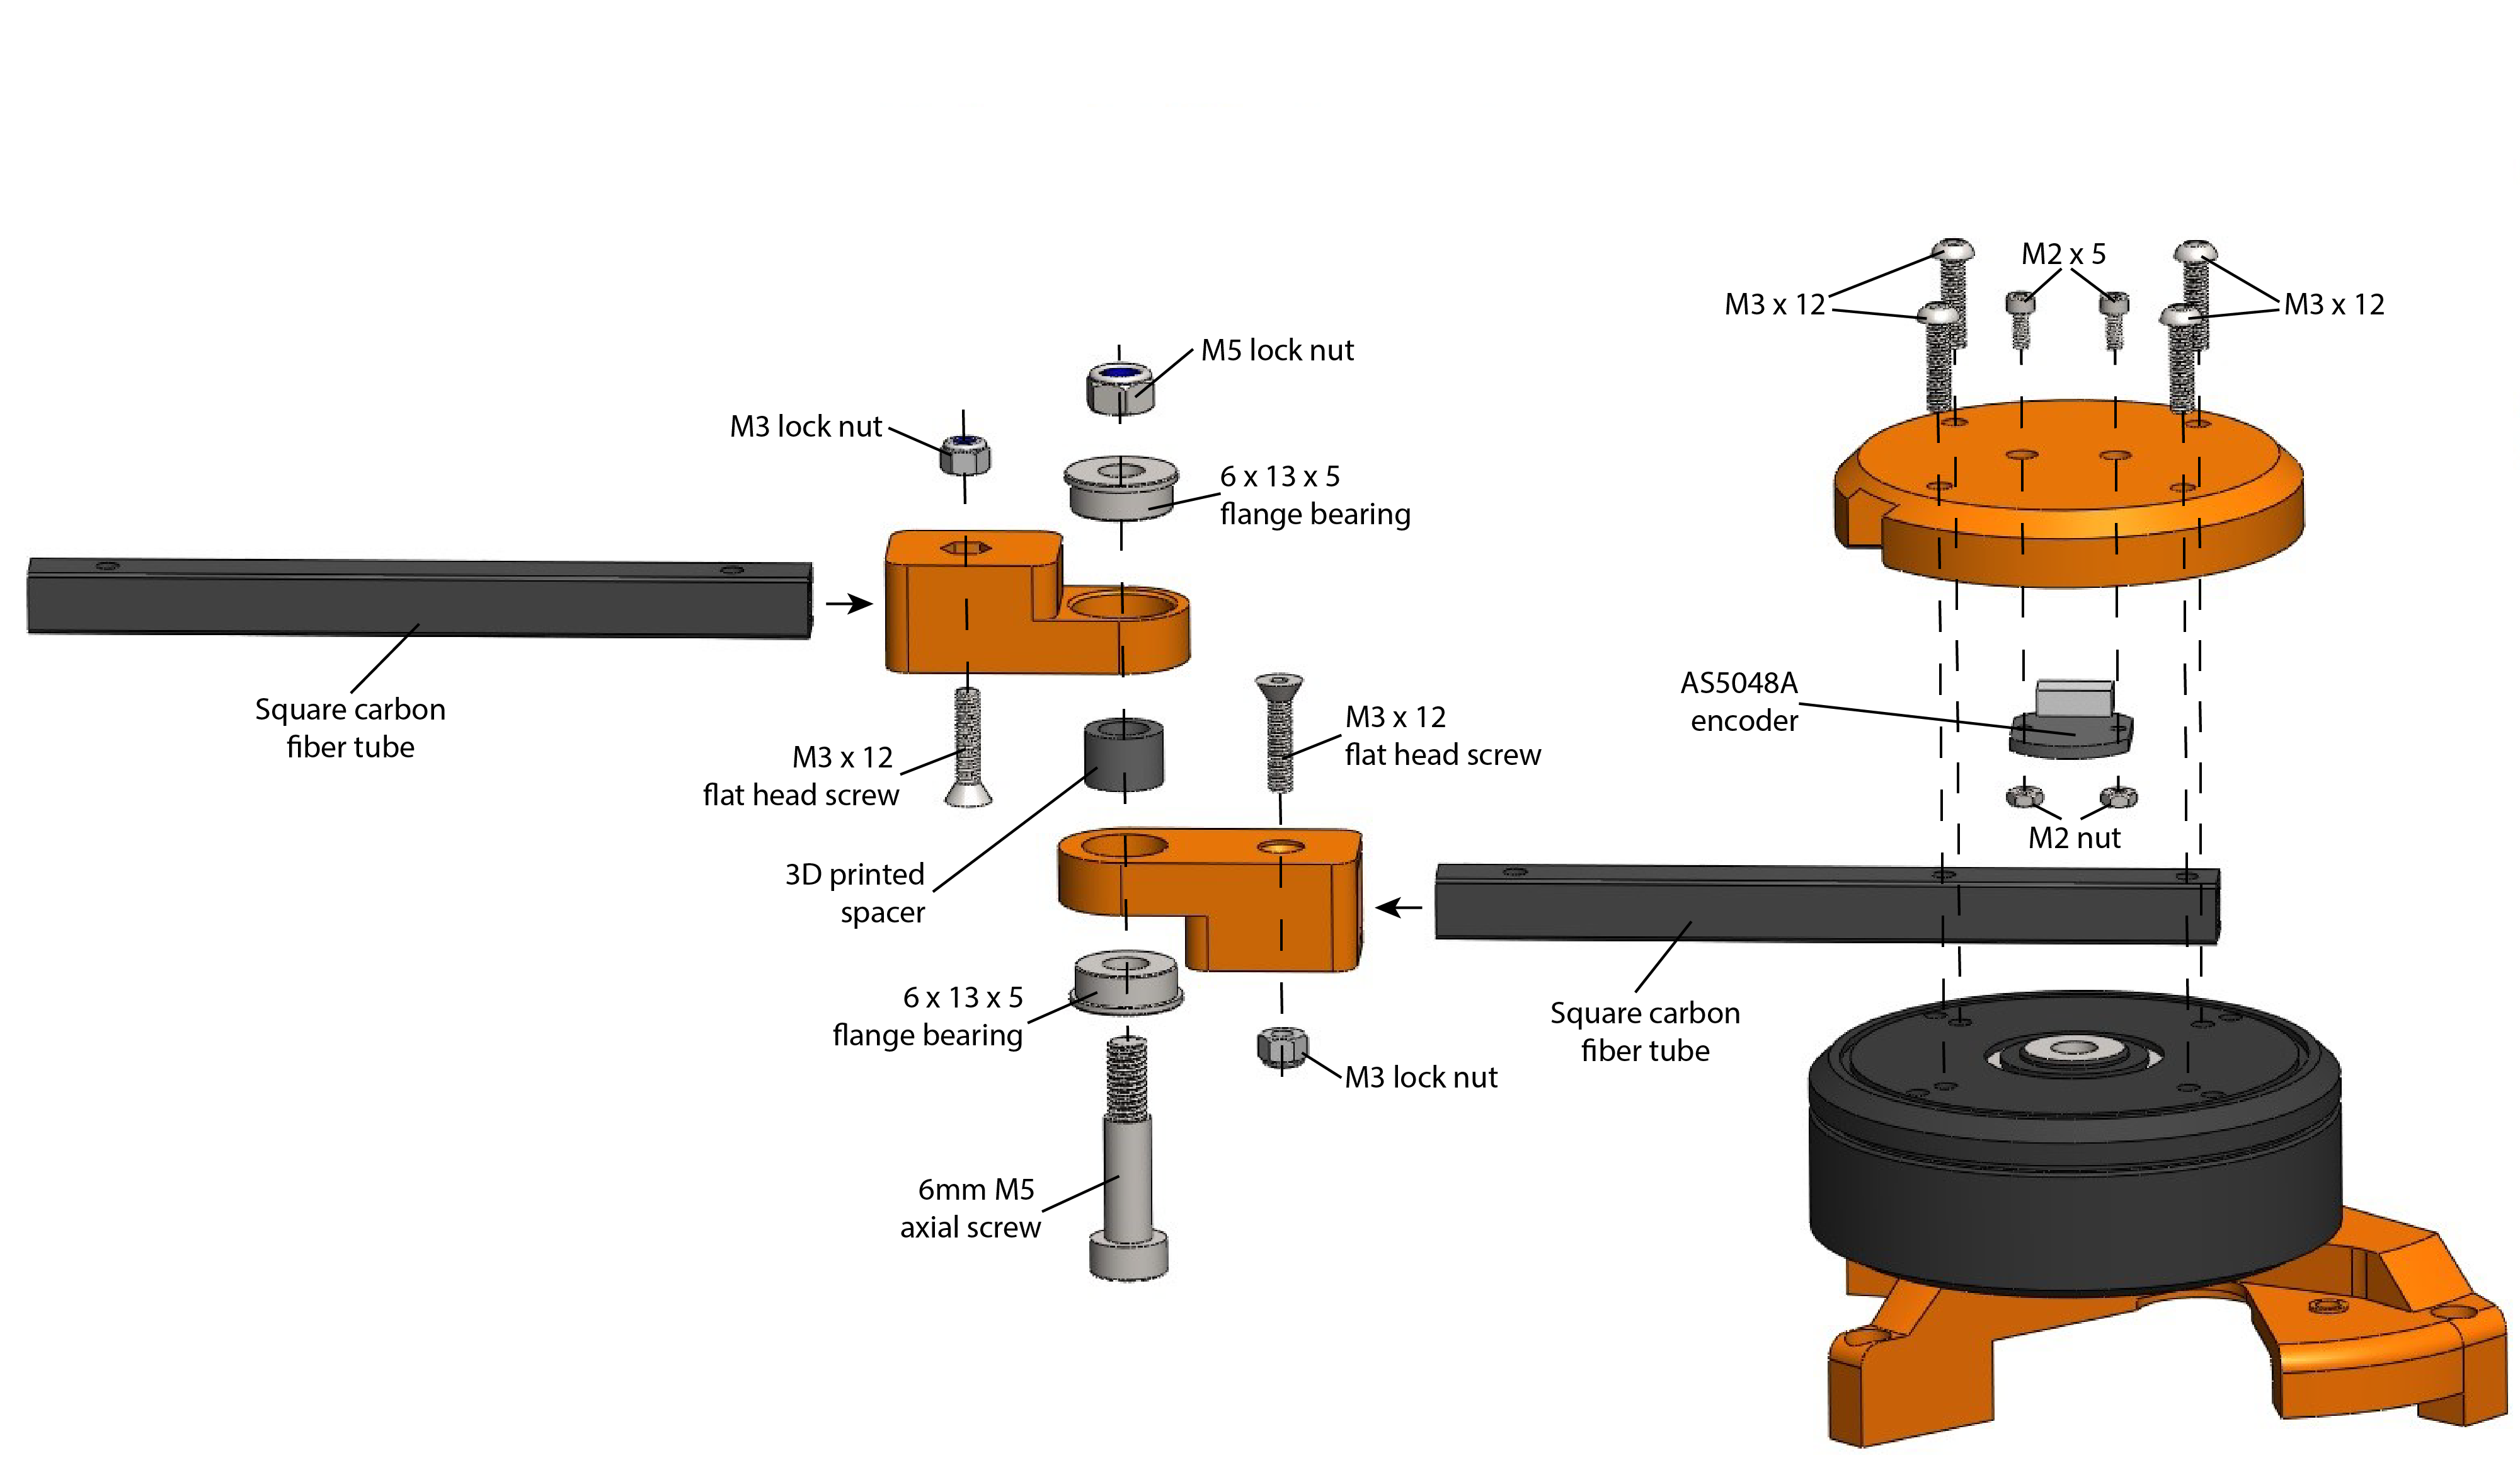 M2 x 5
M3 x 12
M3 x 12
M5 lock nut
M3 lock nut
6 x 13 x 5
flange bearing
Square carbon
fiber tube
M3 x 12
flat head screw
M3 x 12
flat head screw
AS5048A
encoder
M2 nut
3D printed
spacer
6 x 13 x 5
flange bearing
Square carbon
fiber tube
M3 lock nut
6mm M5
axial screw